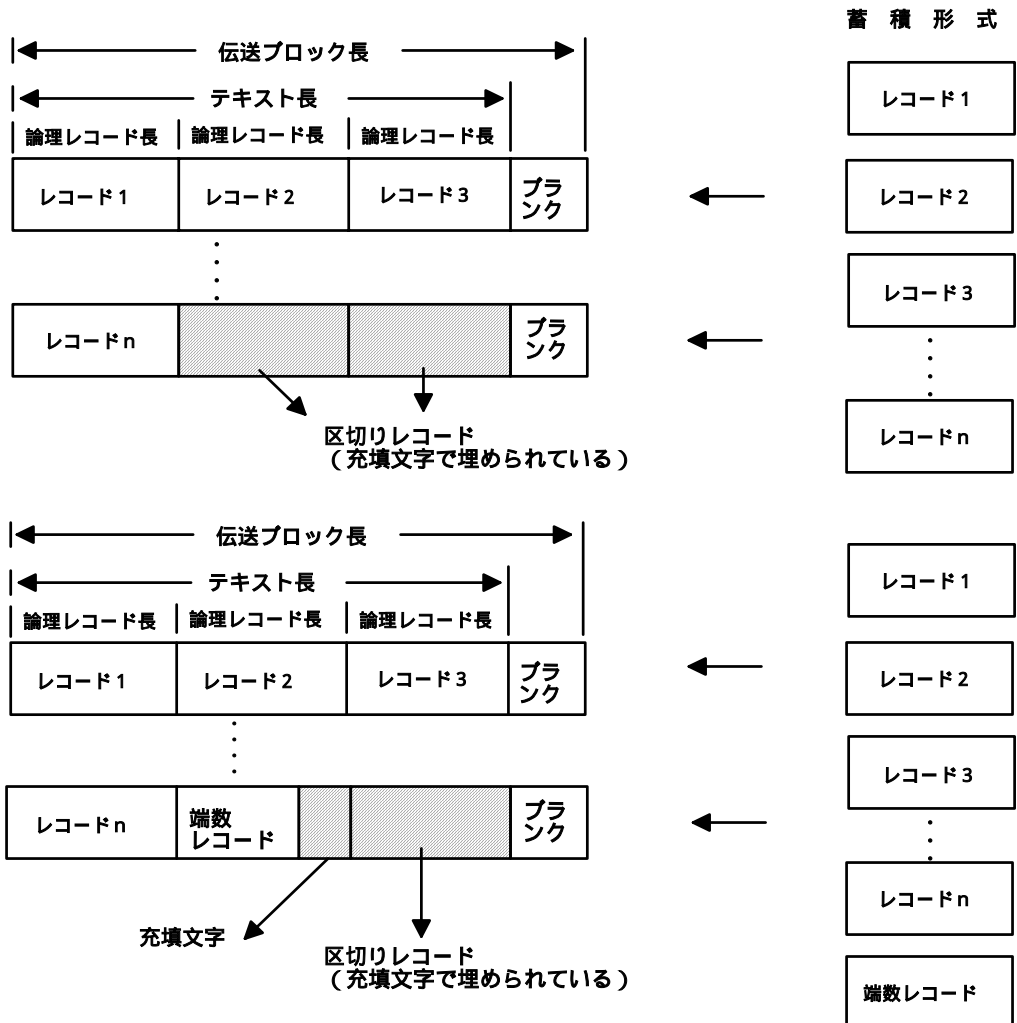 蓄積形式
伝送ブロック長
テキスト長
論理レコード長 論理レコード長 論理レコード長
レコード1 レコード2 レコード3 ブラ
ンク
レコード1
レコード2
レコード3
レコードn
レコードn ブラ
ンク
区切りレコード
（充填文字で埋められている）
伝送ブロック長
テキスト長
論理レコード長 論理レコード長 論理レコード長
レコード1 レコード2 レコード3 ブラ
ンク
レコード1
レコード2
レコード3
レコードn
端数レコード
レコードn 端数
レコード ブラ
ンク
充填文字
区切りレコード
（充填文字で埋められている）